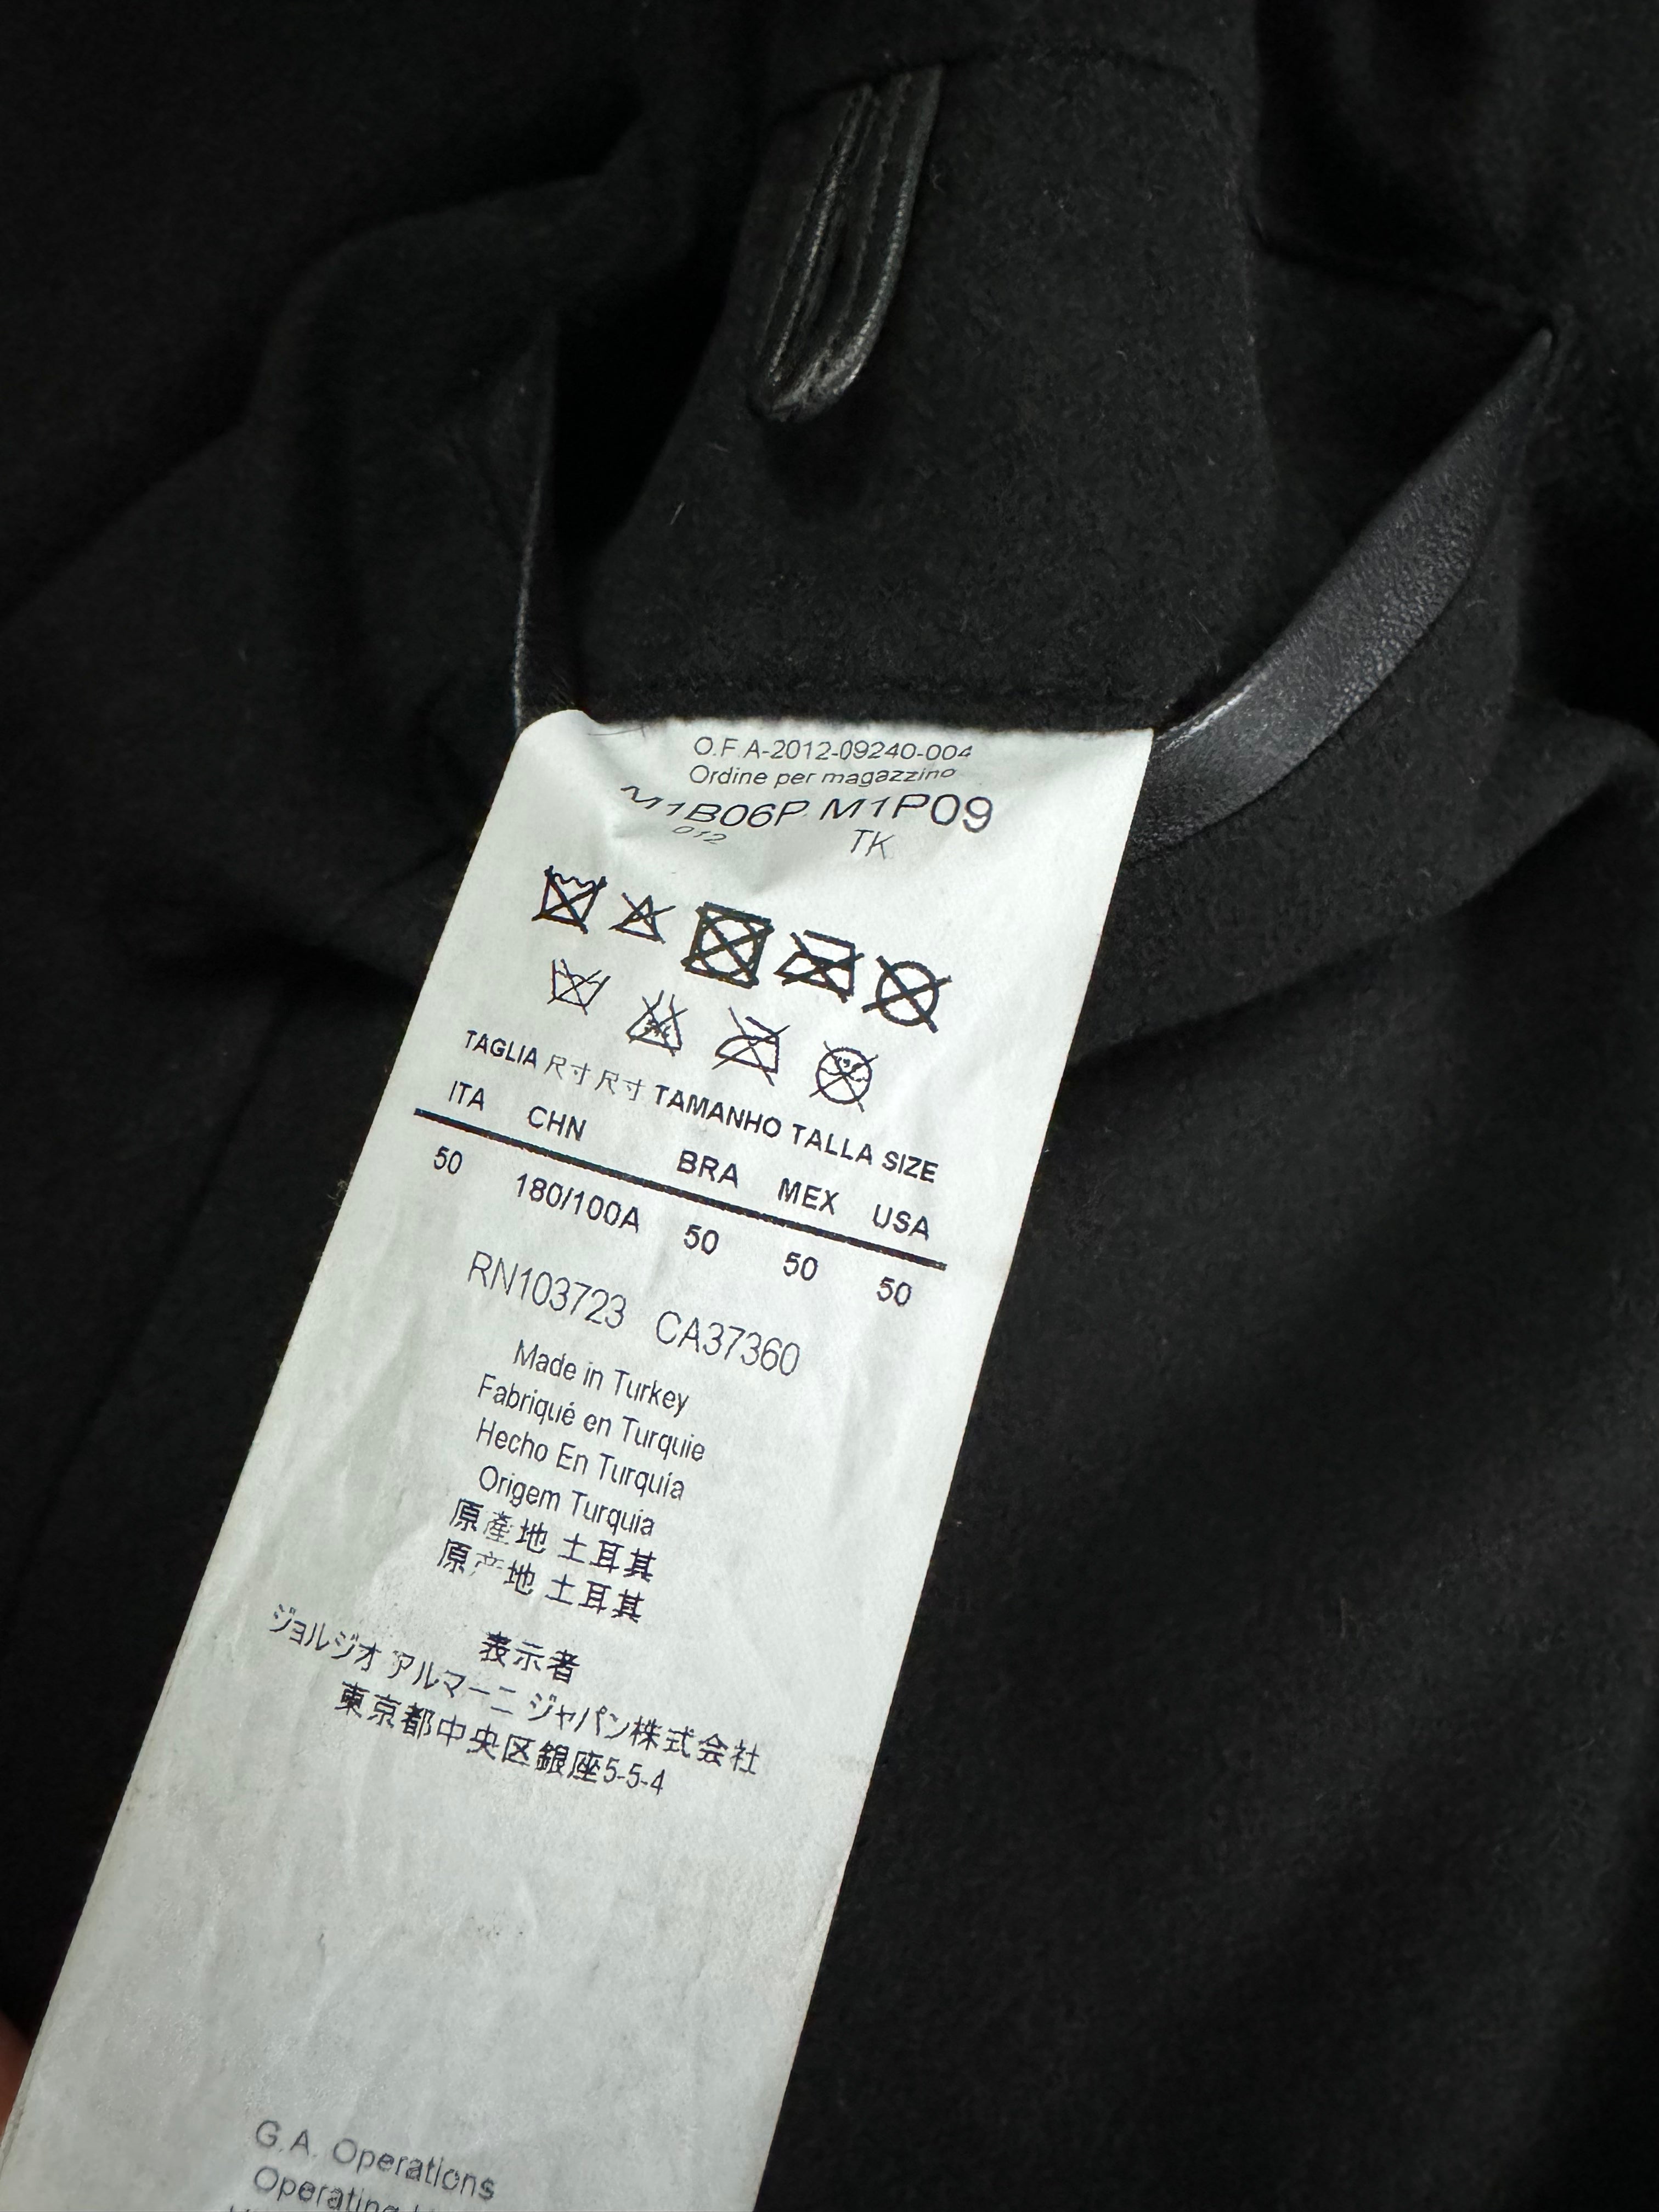 O.F.A-2012-09240-004
Ordine per magazzino
M1B06P M1P09
012 TK
TAGLIA 尺寸 尺寸 TAMANHO TALLA SIZE
ITA CHN BRA MEX USA
50 180/100A 50 50 50
RN103723 CA37360
Made in Turkey
Fabriqué en Turquie
Hecho En Turquía
Origem Turquia
原產地 土耳其
原产地 土耳其
表示者
ジョルジオ アルマーニ ジャパン株式会社
東京都中央区銀座5-5-4
G.A. Operations
Operating